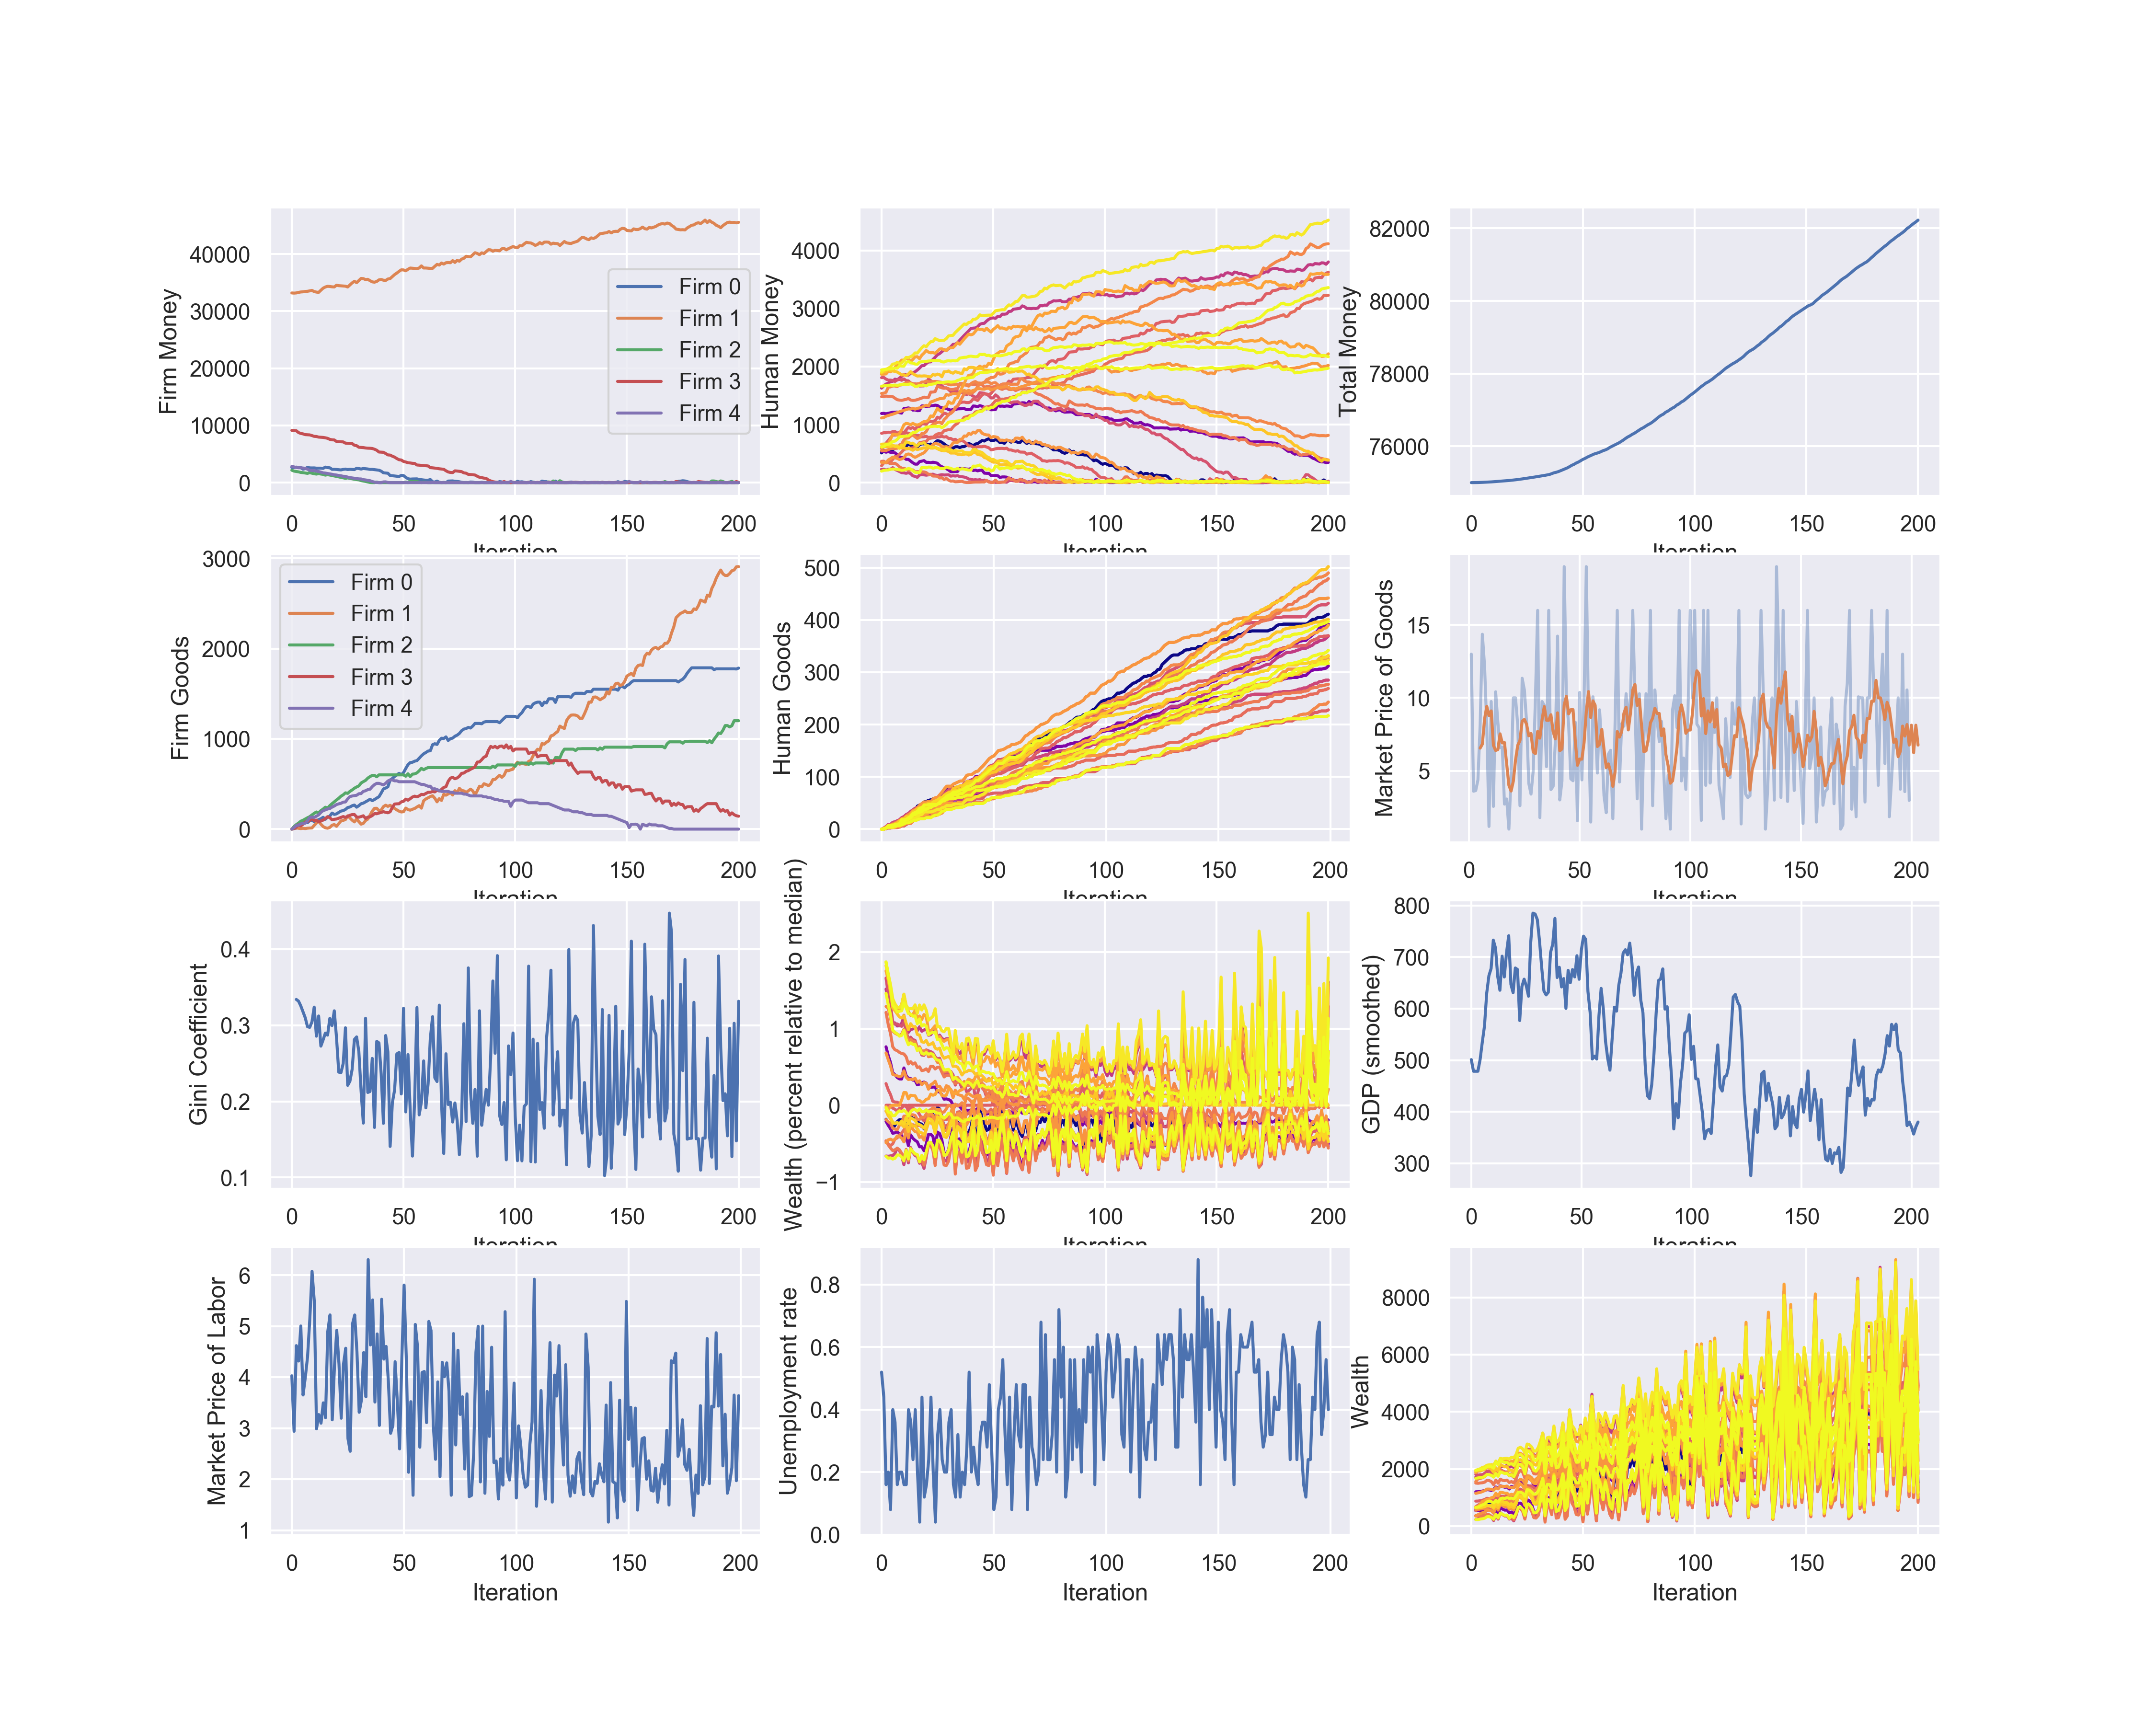 Firm Money
40000
30000
20000
10000
0
0 50 100 150 200
Iteration
Firm 0
Firm 1
Firm 2
Firm 3
Firm 4
Human Money
4000
3000
2000
1000
0
0 50 100 150 200
Iteration
Total Money
82000
80000
78000
76000
0 50 100 150 200
Iteration
Firm Goods
3000
2000
1000
0
0 50 100 150 200
Iteration
Firm 0
Firm 1
Firm 2
Firm 3
Firm 4
Human Goods
500
400
300
200
100
0
0 50 100 150 200
Iteration
Market Price of Goods
15
10
5
0 50 100 150 200
Iteration
Gini Coefficient
0.4
0.3
0.2
0.1
0 50 100 150 200
Iteration
Wealth (percent relative to median)
2
1
0
−1
0 50 100 150 200
Iteration
GDP (smoothed)
800
700
600
500
400
300
0 50 100 150 200
Iteration
Market Price of Labor
6
5
4
3
2
1
0 50 100 150 200
Iteration
Unemployment rate
0.8
0.6
0.4
0.2
0.0
0 50 100 150 200
Iteration
Wealth
8000
6000
4000
2000
0
0 50 100 150 200
Iteration